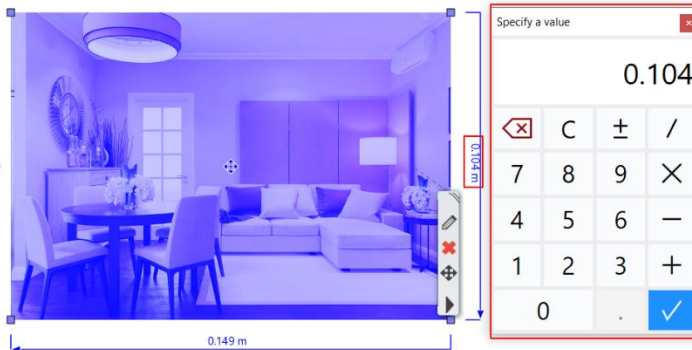 Specify a value
0.104
C ± /
7 8 9 ×
4 5 6 −
1 2 3 +
0 .
0.104 m
0.149 m